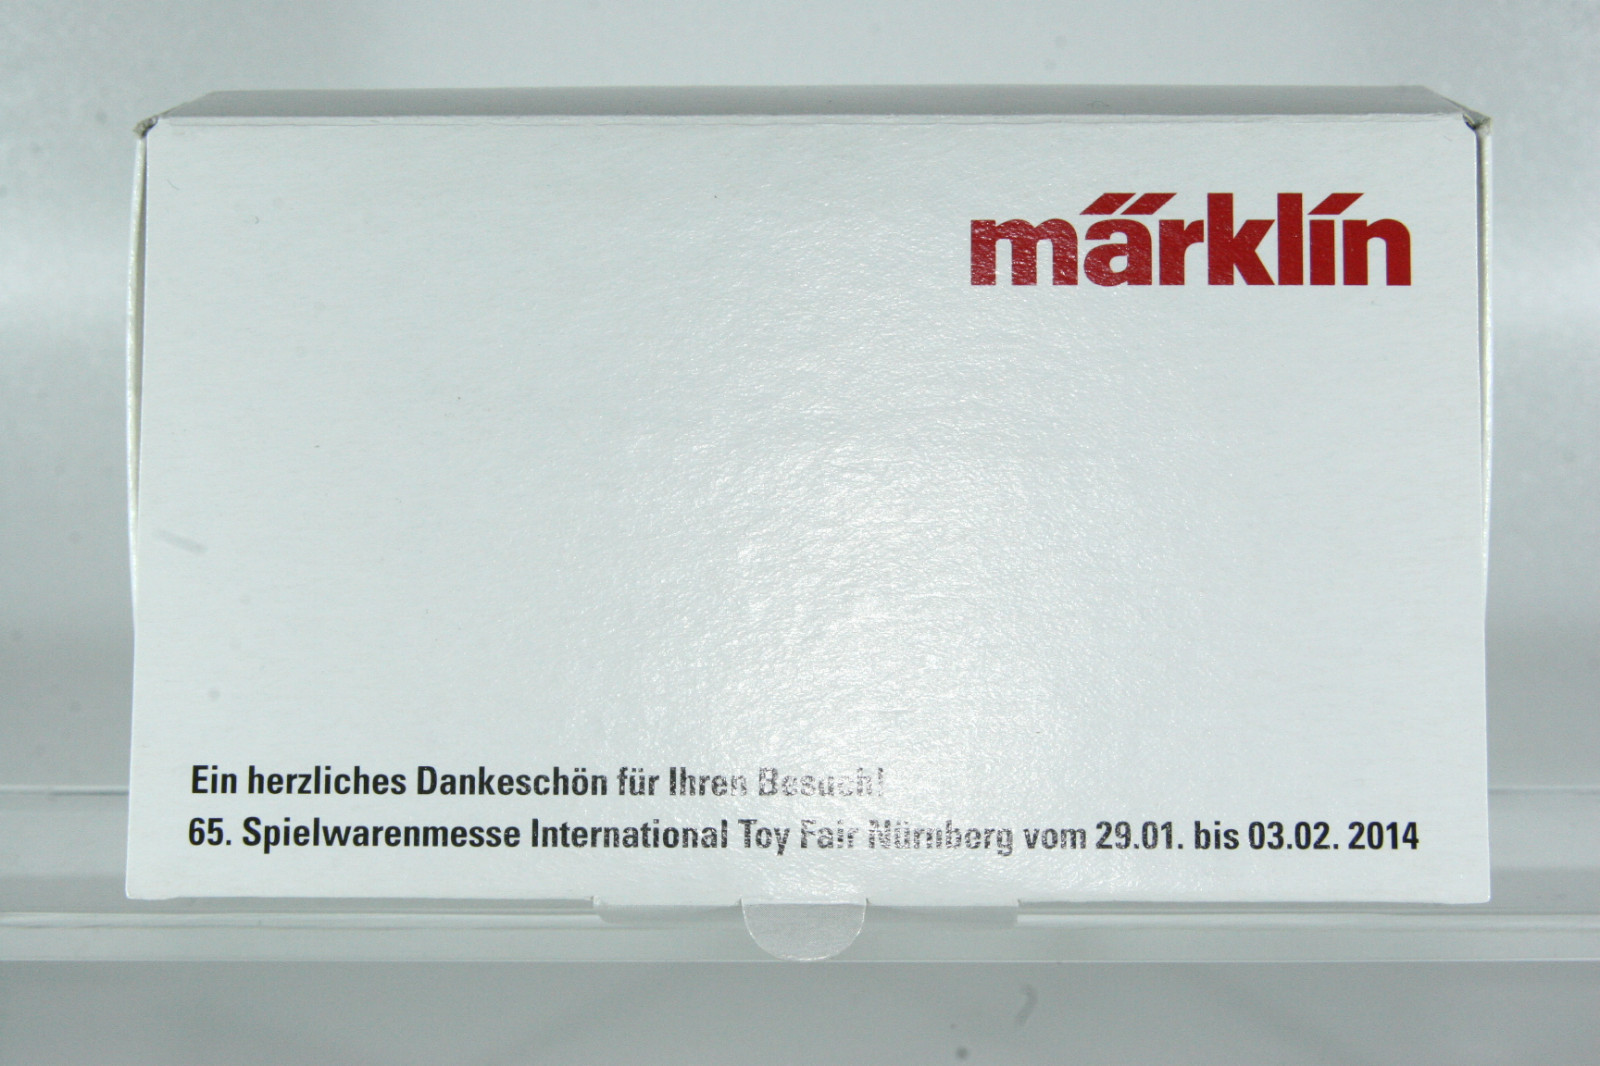 märklin
Ein herzliches Dankeschön für Ihren Besuch!
65. Spielwarenmesse International Toy Fair Nürnberg vom 29.01. bis 03.02. 2014